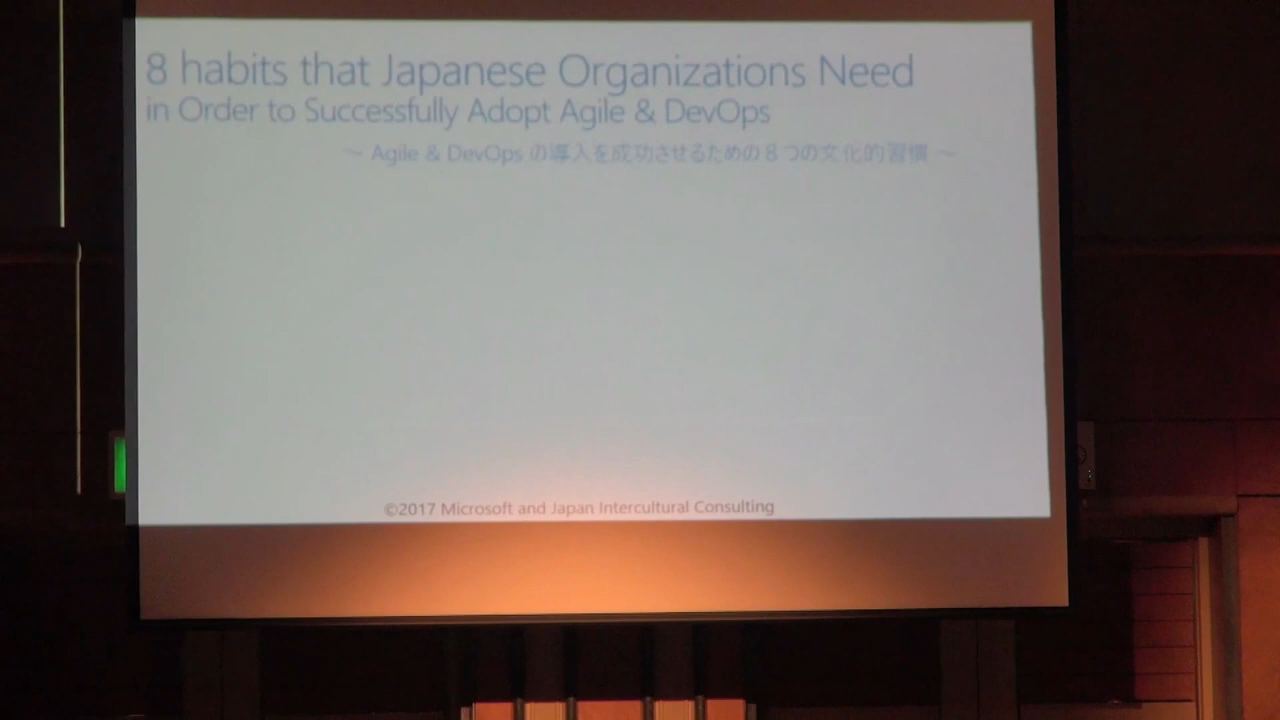 8 habits that Japanese Organizations Need
in Order to Successfully Adopt Agile & DevOps
～ Agile & DevOps の導入を成功させるための８つの文化的習慣 ～
©2017 Microsoft and Japan Intercultural Consulting